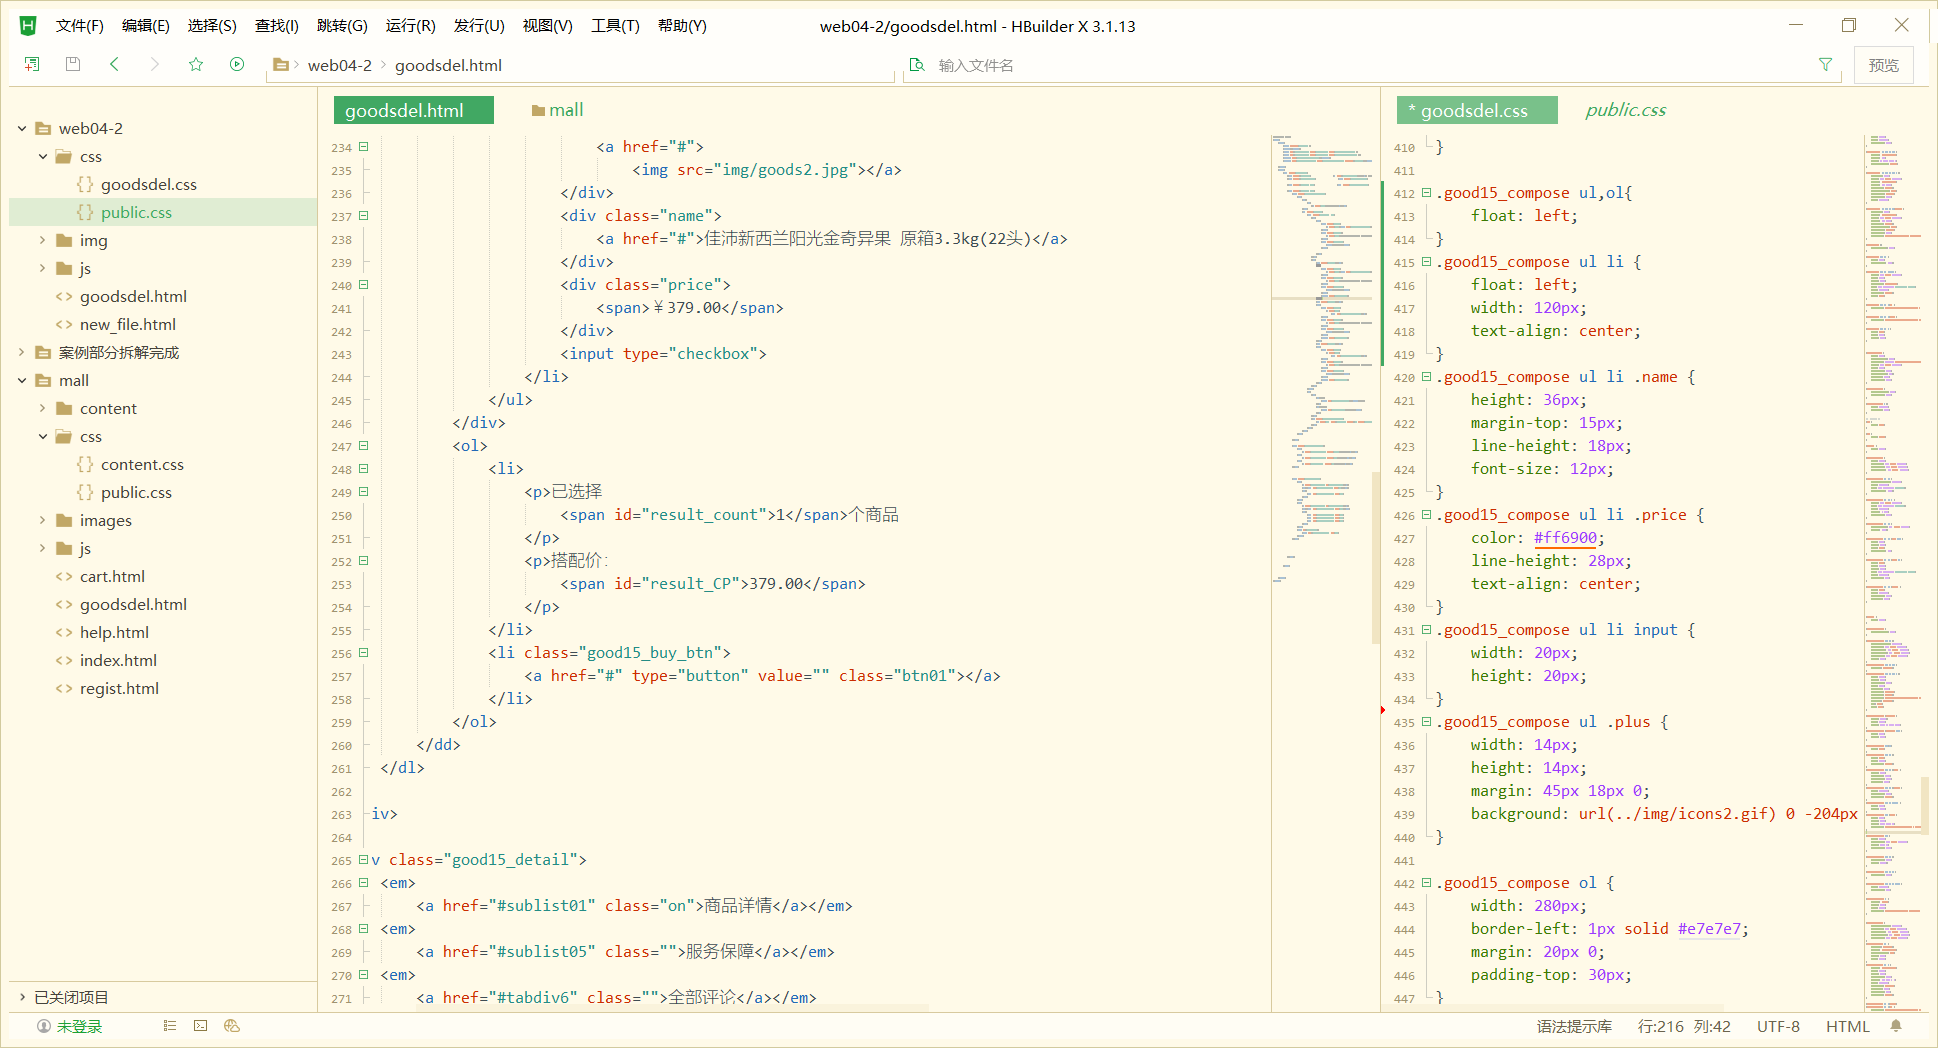 文件(F) 编辑(E) 选择(S) 查找(I) 跳转(G) 运行(R) 发行(U) 视图(V) 工具(T) 帮助(Y)
web04-2/goodsdel.html - HBuilder X 3.1.13
web04-2 > goodsdel.html
输入文件名
预览
web04-2
css
{} goodsdel.css
{} public.css
img
js
<> goodsdel.html
<> new_file.html
案例部分拆解完成
mall
content
css
{} content.css
{} public.css
images
js
<> cart.html
<> goodsdel.html
<> help.html
<> index.html
<> regist.html
已关闭项目
goodsdel.html
mall
234 <a href="#">
235 <img src="img/goods2.jpg"></a>
236 </div>
237 <div class="name">
238 <a href="#">佳沛新西兰阳光金奇异果 原箱3.3kg(22头)</a>
239 </div>
240 <div class="price">
241 <span>￥379.00</span>
242 </div>
243 <input type="checkbox">
244 </li>
245 </ul>
246 </div>
247 <ol>
248 <li>
249 <p>已选择
250 <span id="result_count">1</span>个商品
251 </p>
252 <p>搭配价：
253 <span id="result_CP">379.00</span>
254 </p>
255 </li>
256 <li class="good15_buy_btn">
257 <a href="#" type="button" value="" class="btn01"></a>
258 </li>
259 </ol>
260 </dd>
261 </dl>
262
263 iv>
264
265 v class="good15_detail">
266 <em>
267 <a href="#sublist01" class="on">商品详情</a></em>
268 <em>
269 <a href="#sublist05" class="">服务保障</a></em>
270 <em>
271 <a href="#tabdiv6" class="">全部评论</a></em>
* goodsdel.css
public.css
410 }
411
412 .good15_compose ul,ol{
413 float: left;
414 }
415 .good15_compose ul li {
416 float: left;
417 width: 120px;
418 text-align: center;
419 }
420 .good15_compose ul li .name {
421 height: 36px;
422 margin-top: 15px;
423 line-height: 18px;
424 font-size: 12px;
425 }
426 .good15_compose ul li .price {
427 color: #ff6900;
428 line-height: 28px;
429 text-align: center;
430 }
431 .good15_compose ul li input {
432 width: 20px;
433 height: 20px;
434 }
435 .good15_compose ul .plus {
436 width: 14px;
437 height: 14px;
438 margin: 45px 18px 0;
439 background: url(../img/icons2.gif) 0 -204px
440 }
441
442 .good15_compose ol {
443 width: 280px;
444 border-left: 1px solid #e7e7e7;
445 margin: 20px 0;
446 padding-top: 30px;
447 }
未登录
语法提示库 行:216 列:42 UTF-8 HTML